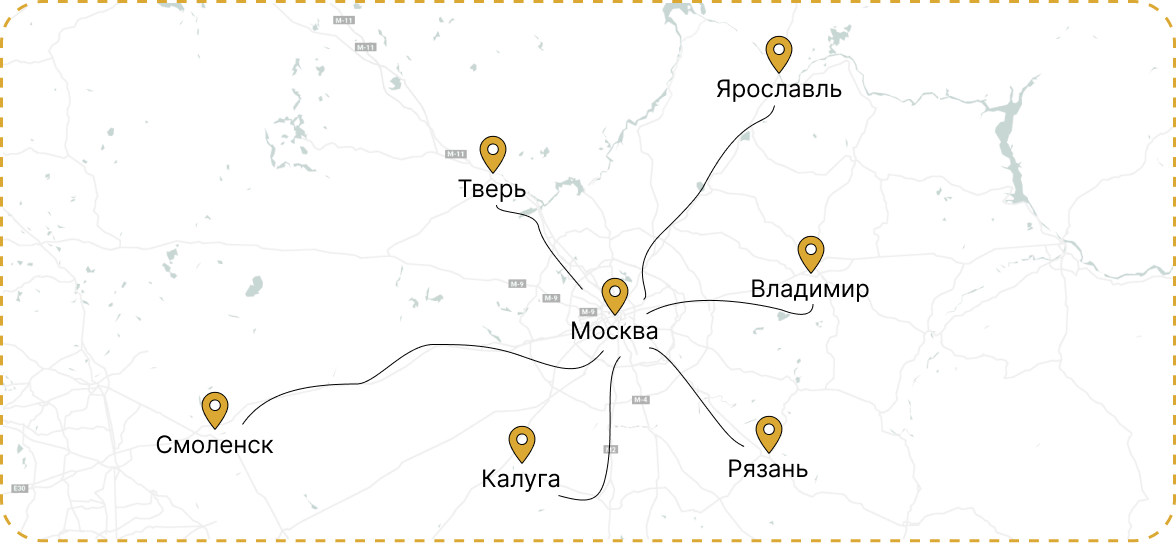 M-11
M-11
Ярославль
M-11
Тверь
M-9
Владимир
M-9
M-9
Москва
M-4
Смоленск
Калуга
Рязань
E30